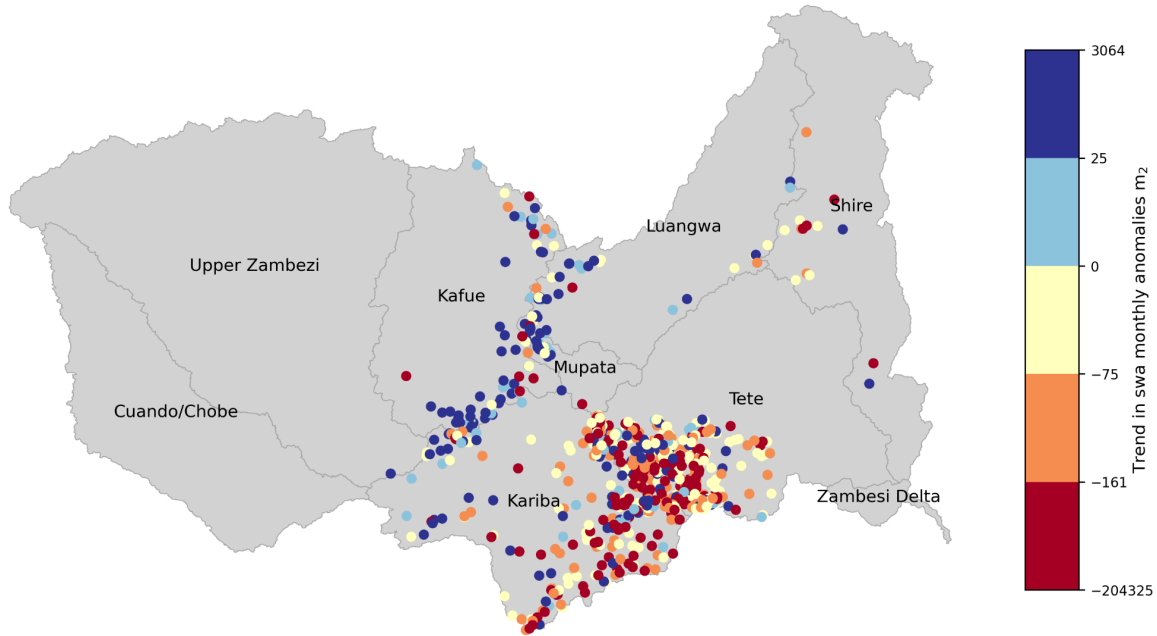 Shire
Luangwa
Upper Zambezi
Kafue
Mupata
Tete
Cuando/Chobe
Kariba
Zambesi Delta
3064
25
0
−75
−161
−204325
Trend in swa monthly anomalies m₂